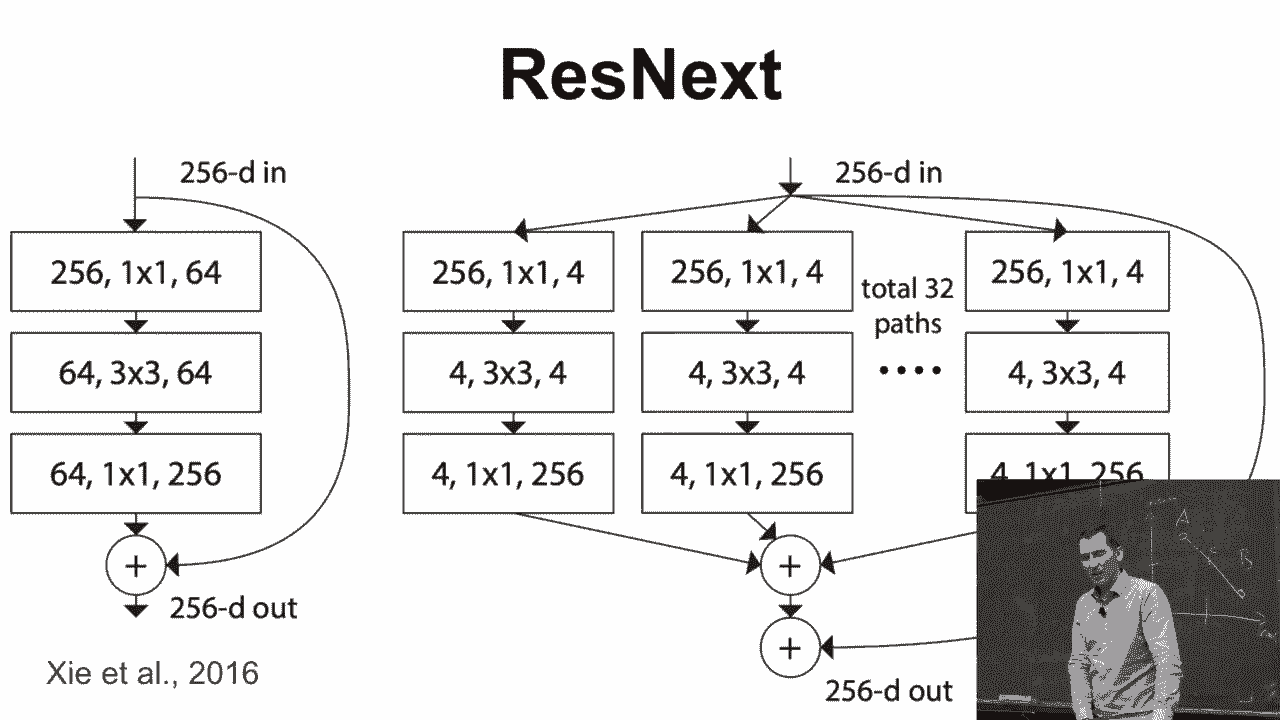 ResNext
256-d in
256, 1x1, 64
64, 3x3, 64
64, 1x1, 256
+
256-d out
Xie et al., 2016
256-d in
256, 1x1, 4
256, 1x1, 4
total 32
paths
256, 1x1, 4
4, 3x3, 4
4, 3x3, 4
....
4, 3x3, 4
4, 1x1, 256
4, 1x1, 256
4, 1x1, 256
+
+
256-d out
A
B